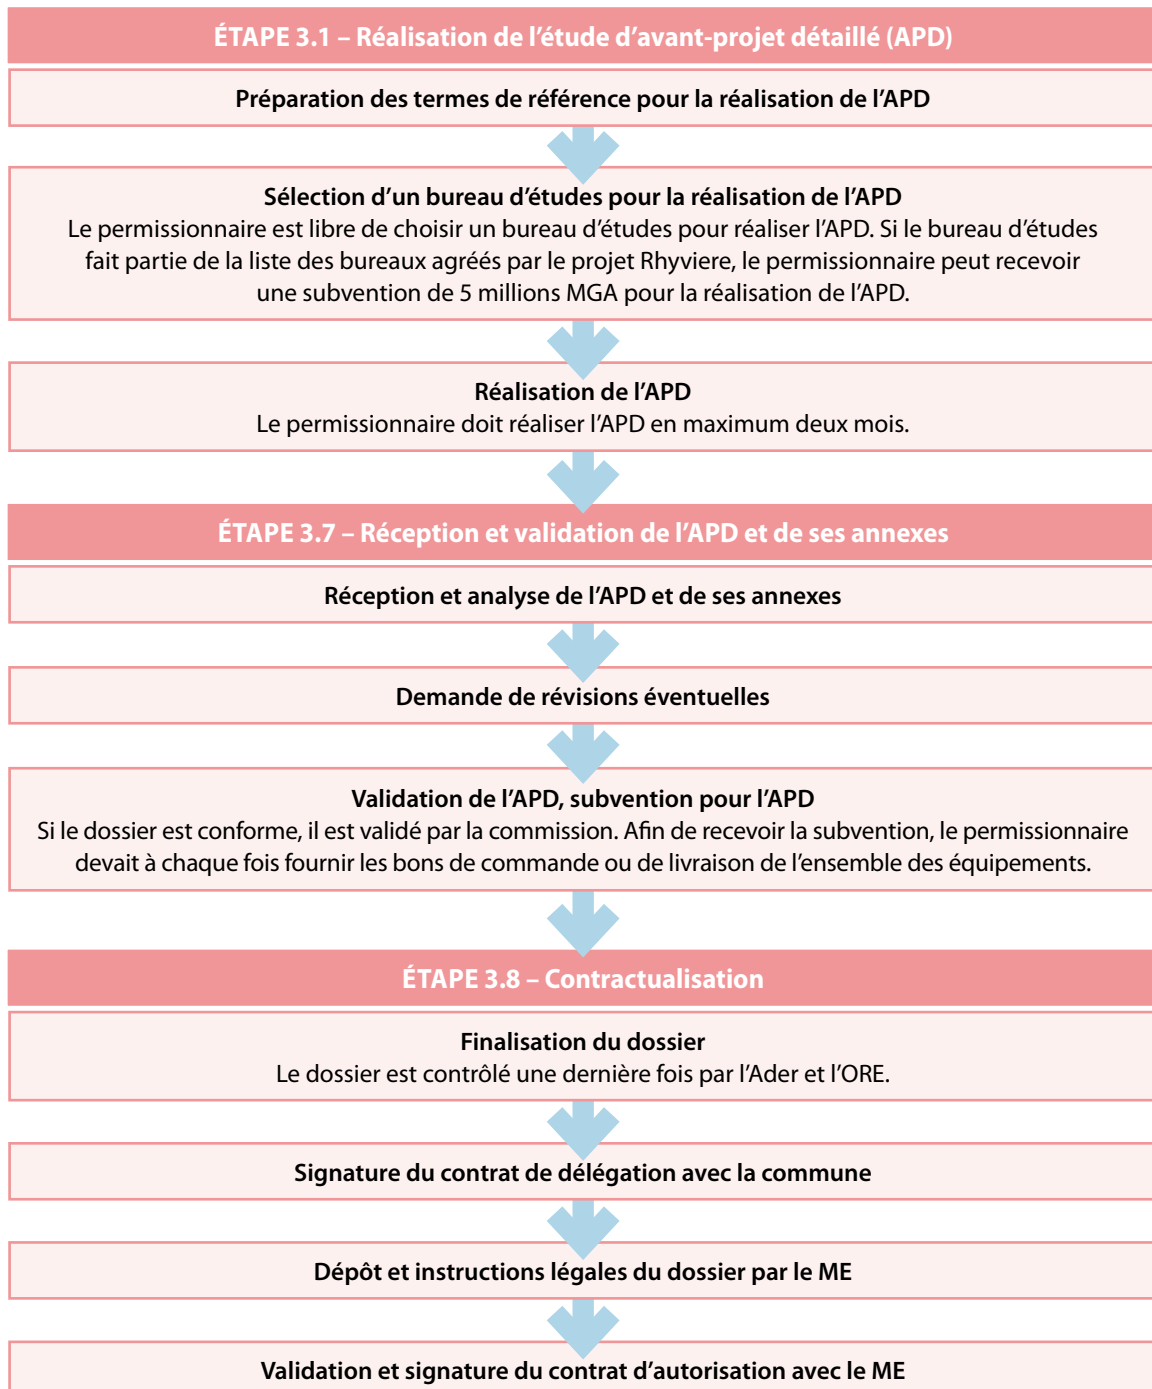 ÉTAPE 3.1 – Réalisation de l’étude d’avant-projet détaillé (APD)
Préparation des termes de référence pour la réalisation de l’APD
Sélection d’un bureau d’études pour la réalisation de l’APD
Le permissionnaire est libre de choisir un bureau d’études pour réaliser l’APD. Si le bureau d’études
fait partie de la liste des bureaux agréés par le projet Rhyviere, le permissionnaire peut recevoir
une subvention de 5 millions MGA pour la réalisation de l’APD.
Réalisation de l’APD
Le permissionnaire doit réaliser l’APD en maximum deux mois.
ÉTAPE 3.7 – Réception et validation de l’APD et de ses annexes
Réception et analyse de l’APD et de ses annexes
Demande de révisions éventuelles
Validation de l’APD, subvention pour l’APD
Si le dossier est conforme, il est validé par la commission. Afin de recevoir la subvention, le permissionnaire
devait à chaque fois fournir les bons de commande ou de livraison de l’ensemble des équipements.
ÉTAPE 3.8 – Contractualisation
Finalisation du dossier
Le dossier est contrôlé une dernière fois par l’Ader et l’ORE.
Signature du contrat de délégation avec la commune
Dépôt et instructions légales du dossier par le ME
Validation et signature du contrat d’autorisation avec le ME